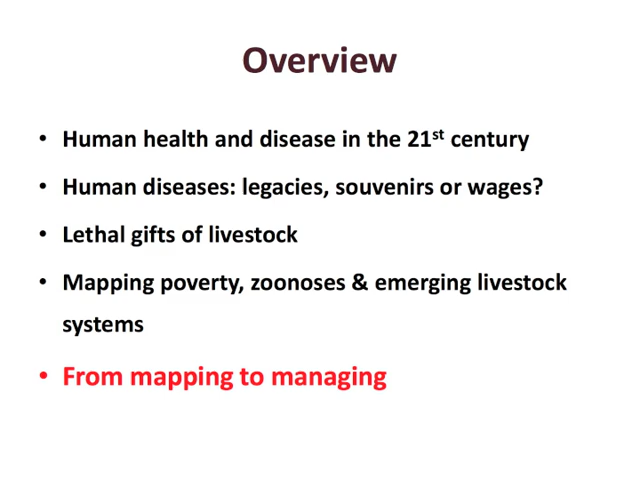 Overview
• Human health and disease in the 21st century
• Human diseases: legacies, souvenirs or wages?
• Lethal gifts of livestock
• Mapping poverty, zoonoses & emerging livestock
systems
• From mapping to managing